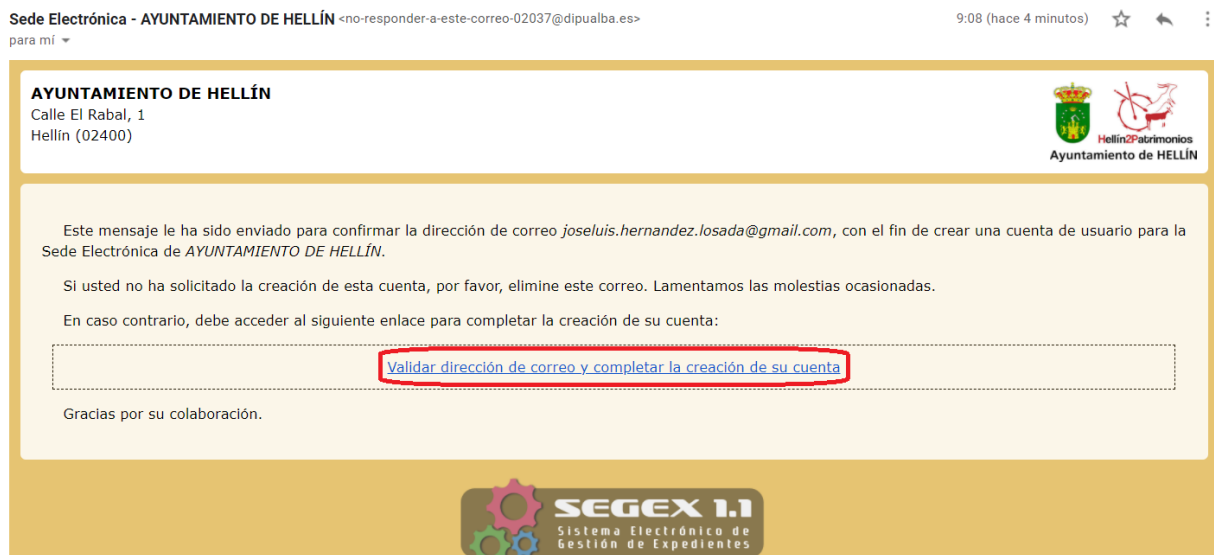 Sede Electrónica - AYUNTAMIENTO DE HELLÍN <no-responder-a-este-correo-02037@dipualba.es> 9:08 (hace 4 minutos)
para mí
AYUNTAMIENTO DE HELLÍN
Calle El Rabal, 1
Hellín (02400)
Hellín2Patrimonios
Ayuntamiento de HELLÍN
Este mensaje le ha sido enviado para confirmar la dirección de correo joseluis.hernandez.losada@gmail.com, con el fin de crear una cuenta de usuario para la
Sede Electrónica de AYUNTAMIENTO DE HELLÍN.
Si usted no ha solicitado la creación de esta cuenta, por favor, elimine este correo. Lamentamos las molestias ocasionadas.
En caso contrario, debe acceder al siguiente enlace para completar la creación de su cuenta:
Validar dirección de correo y completar la creación de su cuenta
Gracias por su colaboración.
SEGEX 1.1
Sistema Electrónico de
Gestión de Expedientes